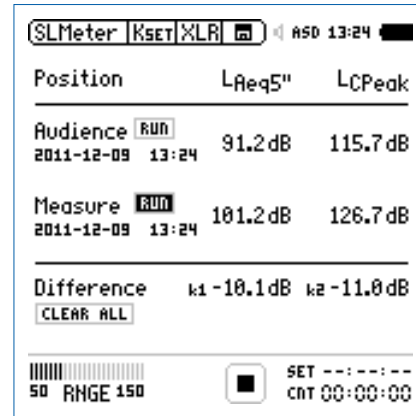 SLMeter KSET XLR ASD 13:24
Position LAeq5" LCPeak
Audience RUN 91.2dB 115.7dB
2011-12-09 13:24
Measure RUN 101.2dB 126.7dB
2011-12-09 13:24
Difference k1 -10.1dB k2 -11.0dB
CLEAR ALL
SET --:--:--
50 RNGE 150 CNT 00:00:00